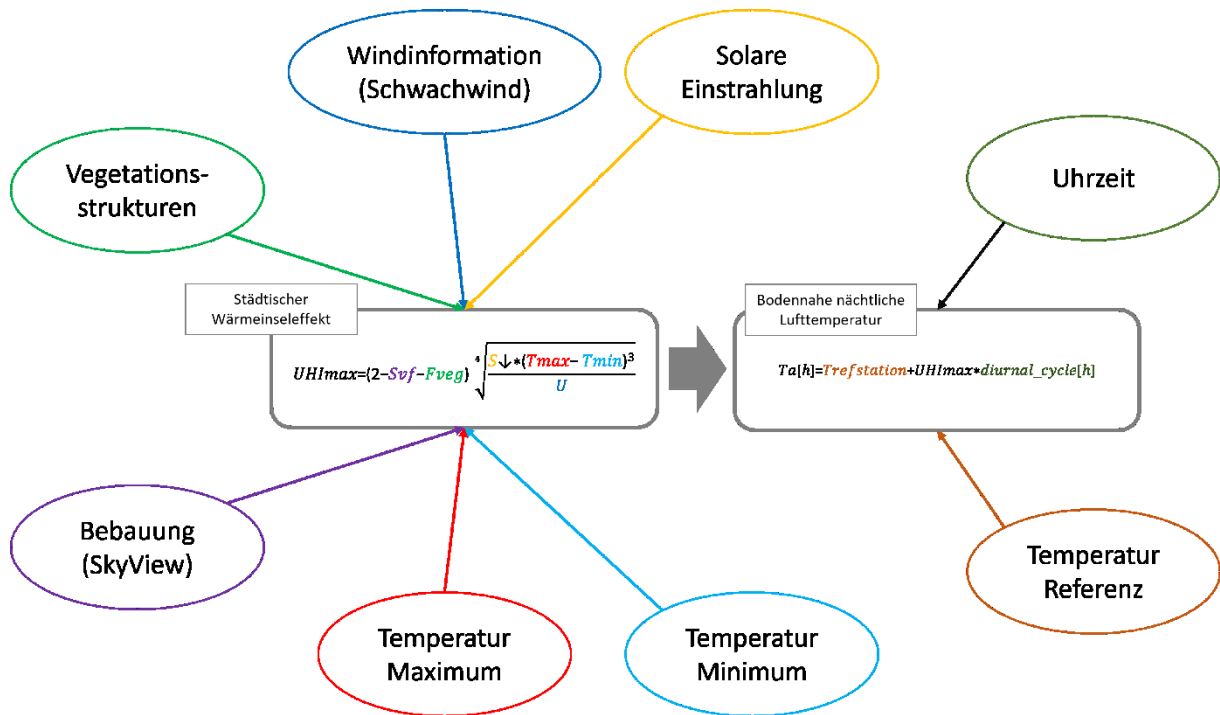 Windinformation
(Schwachwind)
Solare
Einstrahlung
Vegetations-
strukturen
Uhrzeit
Städtischer
Wärmeinseleffekt
UHImax=(2−Svf−Fveg) ∜(S↓*(Tmax−Tmin)³/U)
Bodennahe nächtliche
Lufttemperatur
Ta[h]=Trefstation+UHImax*diurnal_cycle[h]
Bebauung
(SkyView)
Temperatur
Maximum
Temperatur
Minimum
Temperatur
Referenz